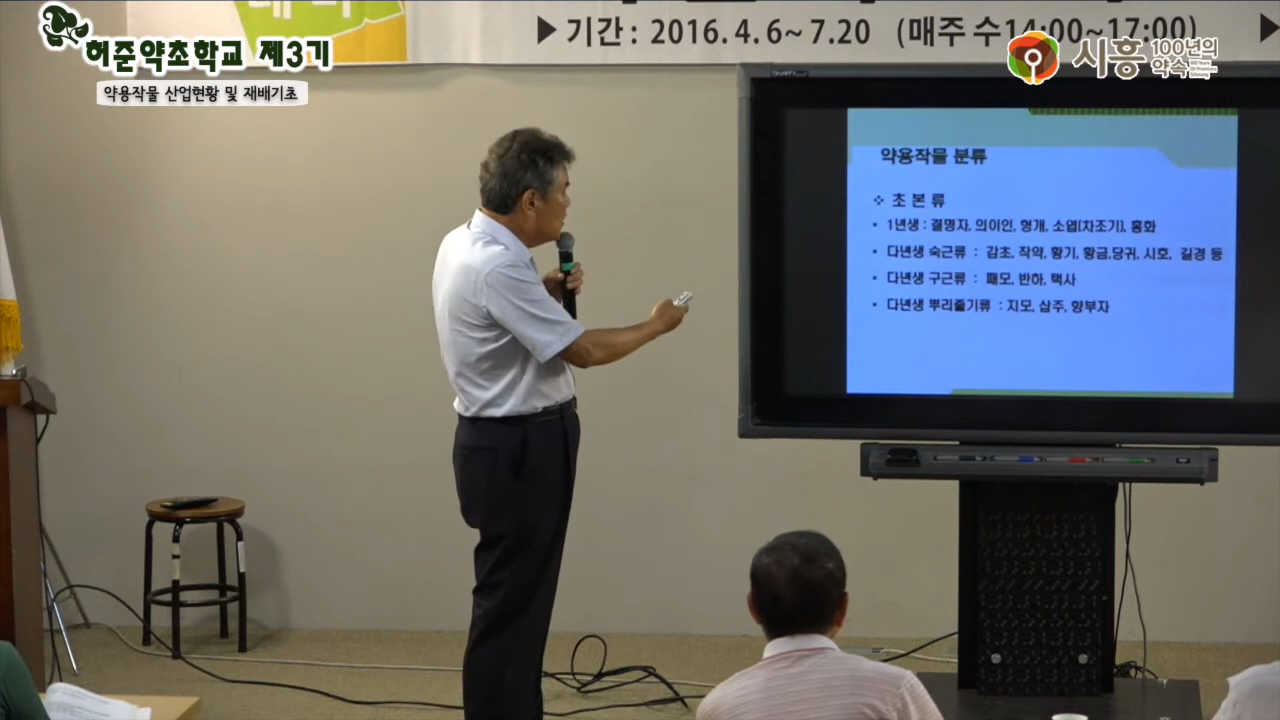 ▶기간 : 2016. 4. 6~ 7.20 (매주 수14:00~17:00)
허준약초학교 제3기
약용작물 산업현황 및 재배기초
시흥 100년의 약속
약용작물 분류
❖ 초 본 류
• 1년생 : 결명자, 의이인, 형개, 소엽[차조기], 홍화
• 다년생 숙근류 : 감초, 작약, 황기, 황금,당귀, 시호, 길경 등
• 다년생 구근류 : 패모, 반하, 택사
• 다년생 뿌리줄기류 : 지모, 삽주, 향부자